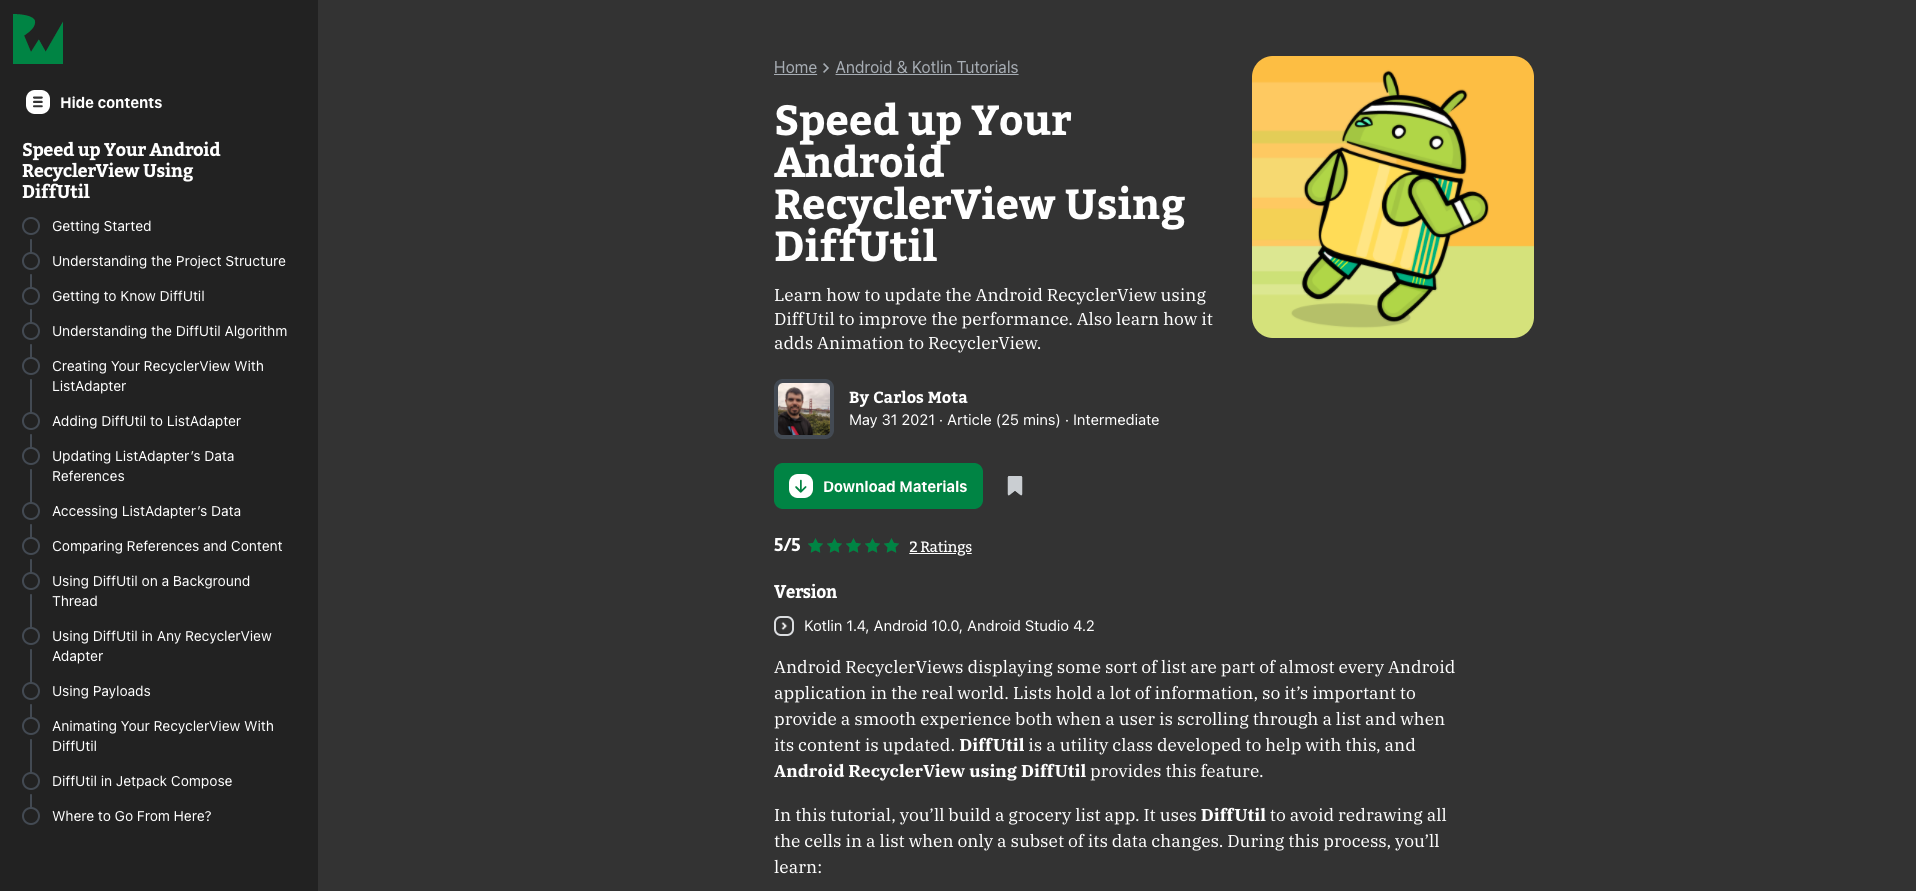 Hide contents
Speed up Your Android
RecyclerView Using
DiffUtil
Getting Started
Understanding the Project Structure
Getting to Know DiffUtil
Understanding the DiffUtil Algorithm
Creating Your RecyclerView With
ListAdapter
Adding DiffUtil to ListAdapter
Updating ListAdapter’s Data
References
Accessing ListAdapter’s Data
Comparing References and Content
Using DiffUtil on a Background
Thread
Using DiffUtil in Any RecyclerView
Adapter
Using Payloads
Animating Your RecyclerView With
DiffUtil
DiffUtil in Jetpack Compose
Where to Go From Here?
Home > Android & Kotlin Tutorials
Speed up Your
Android
RecyclerView Using
DiffUtil
Learn how to update the Android RecyclerView using
DiffUtil to improve the performance. Also learn how it
adds Animation to RecyclerView.
By Carlos Mota
May 31 2021 · Article (25 mins) · Intermediate
Download Materials
5/5 2 Ratings
Version
Kotlin 1.4, Android 10.0, Android Studio 4.2
Android RecyclerViews displaying some sort of list are part of almost every Android
application in the real world. Lists hold a lot of information, so it’s important to
provide a smooth experience both when a user is scrolling through a list and when
its content is updated. DiffUtil is a utility class developed to help with this, and
Android RecyclerView using DiffUtil provides this feature.
In this tutorial, you’ll build a grocery list app. It uses DiffUtil to avoid redrawing all
the cells in a list when only a subset of its data changes. During this process, you’ll
learn: